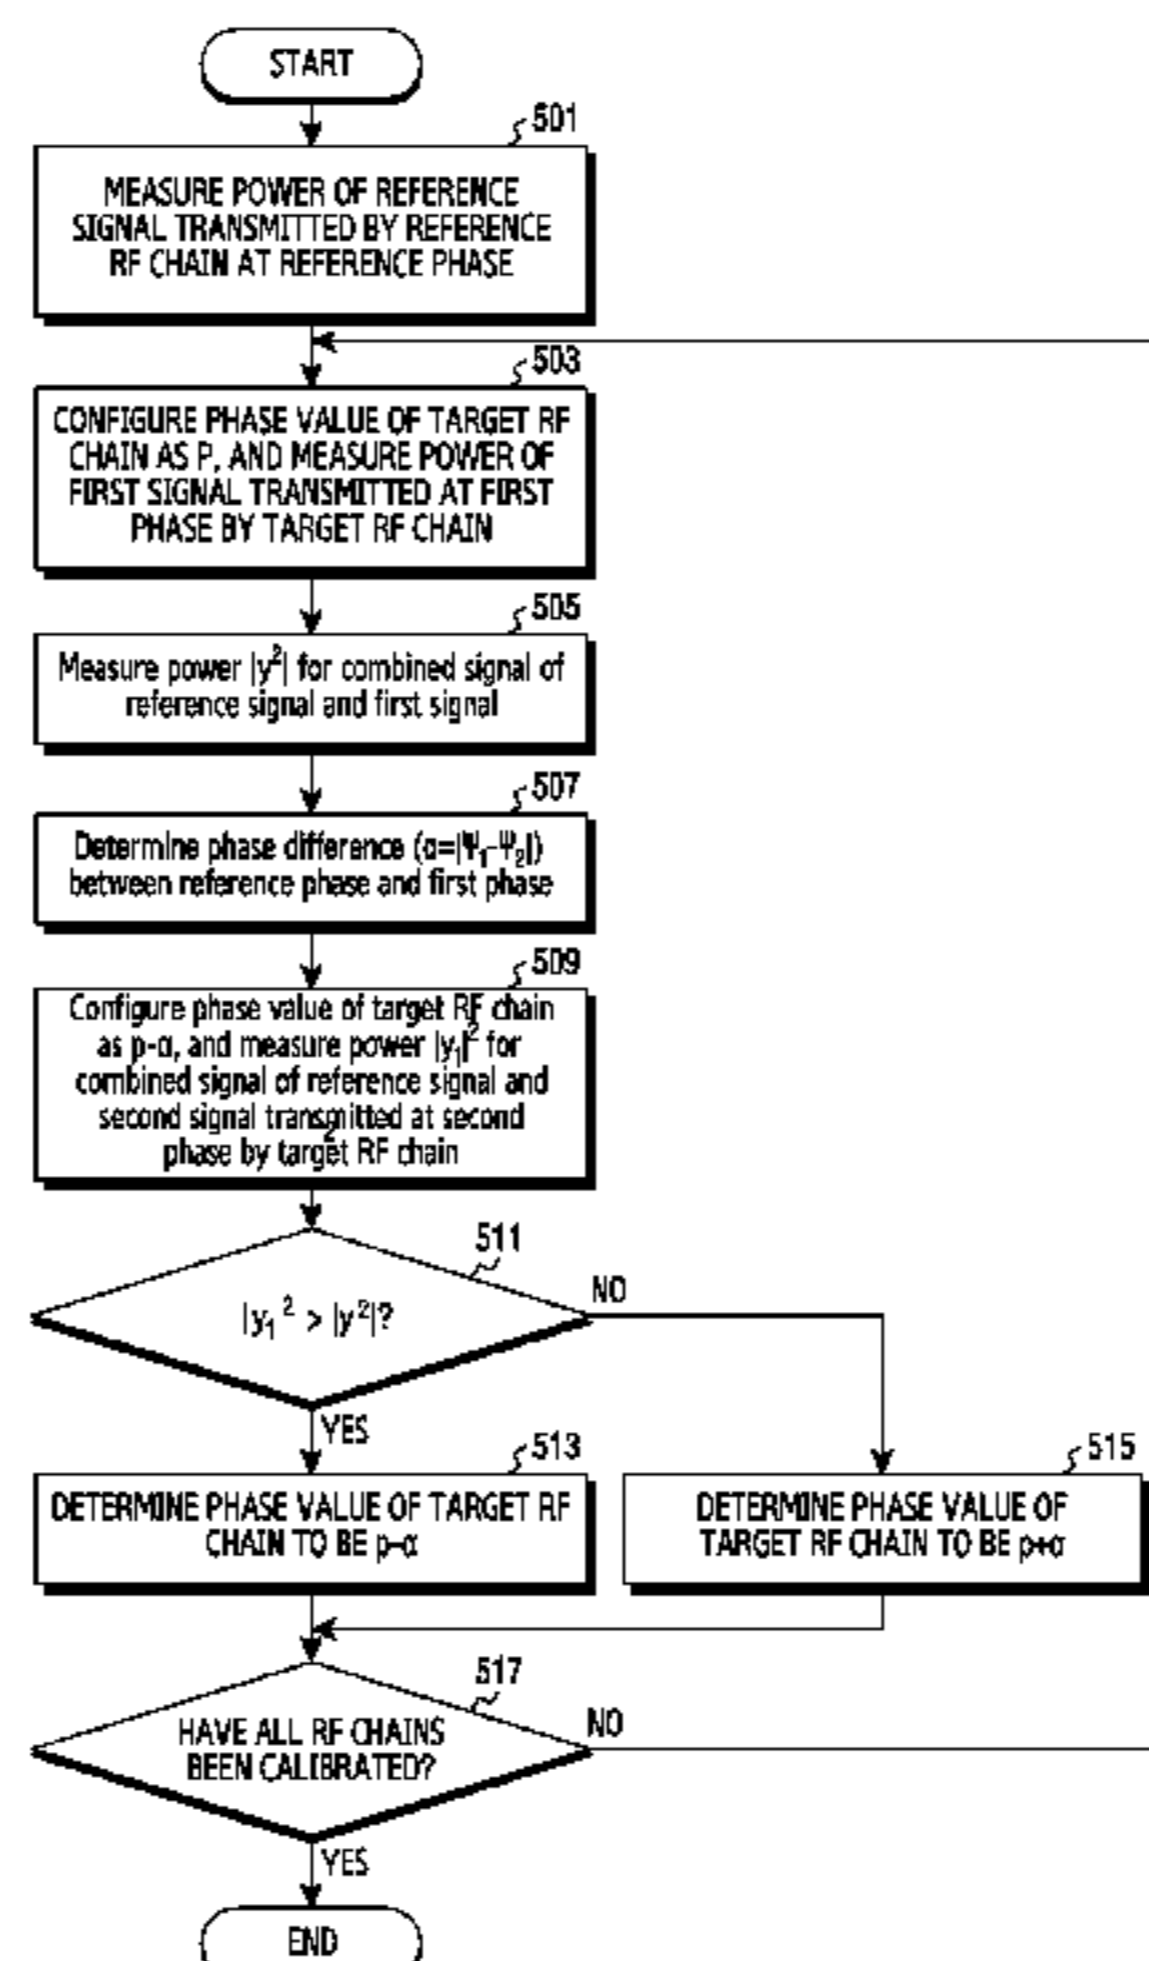 START
501
MEASURE POWER OF REFERENCE
SIGNAL TRANSMITTED BY REFERENCE
RF CHAIN AT REFERENCE PHASE
503
CONFIGURE PHASE VALUE OF TARGET RF
CHAIN AS P, AND MEASURE POWER OF
FIRST SIGNAL TRANSMITTED AT FIRST
PHASE BY TARGET RF CHAIN
505
Measure power |y²| for combined signal of
reference signal and first signal
507
Determine phase difference (α=|Ψ₁-Ψ₂|)
between reference phase and first phase
509
Configure phase value of target RF chain
as p-α, and measure power |y₁|² for
combined signal of reference signal and
second signal transmitted at second
2
phase by target RF chain
511
|y₁² > |y²|?
NO
YES
513
DETERMINE PHASE VALUE OF TARGET RF
CHAIN TO BE p-α
515
DETERMINE PHASE VALUE OF
TARGET RF CHAIN TO BE p+α
517
HAVE ALL RF CHAINS
BEEN CALIBRATED?
NO
YES
END